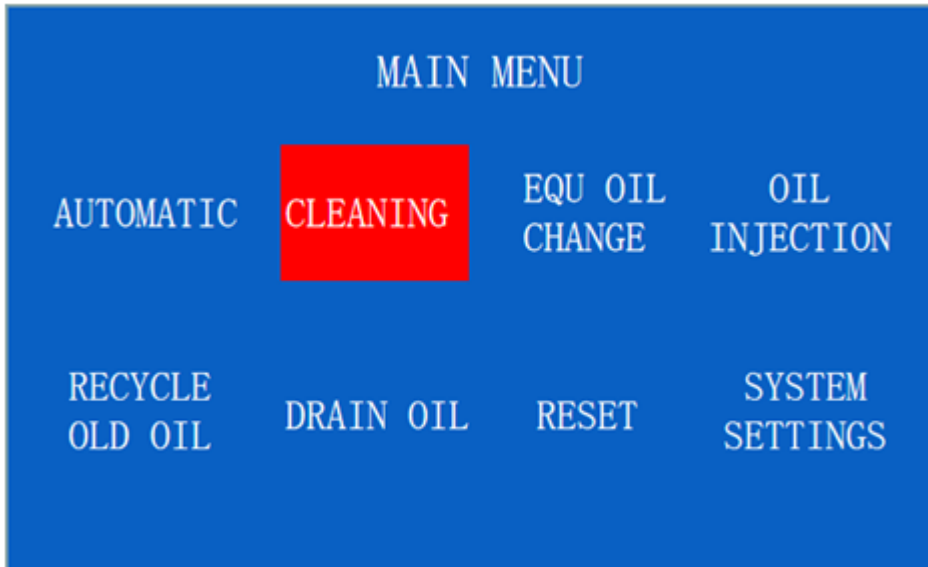 MAIN MENU
AUTOMATIC
CLEANING
EQU OIL
CHANGE
OIL
INJECTION
RECYCLE
OLD OIL
DRAIN OIL
RESET
SYSTEM
SETTINGS